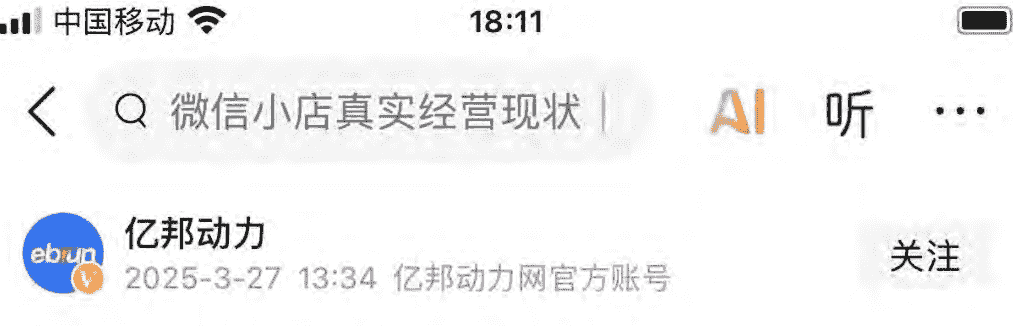 中国移动 18:11
微信小店真实经营现状 AI 听 ...
亿邦动力
ebrun
V
2025-3-27 13:34 亿邦动力网官方账号
关注